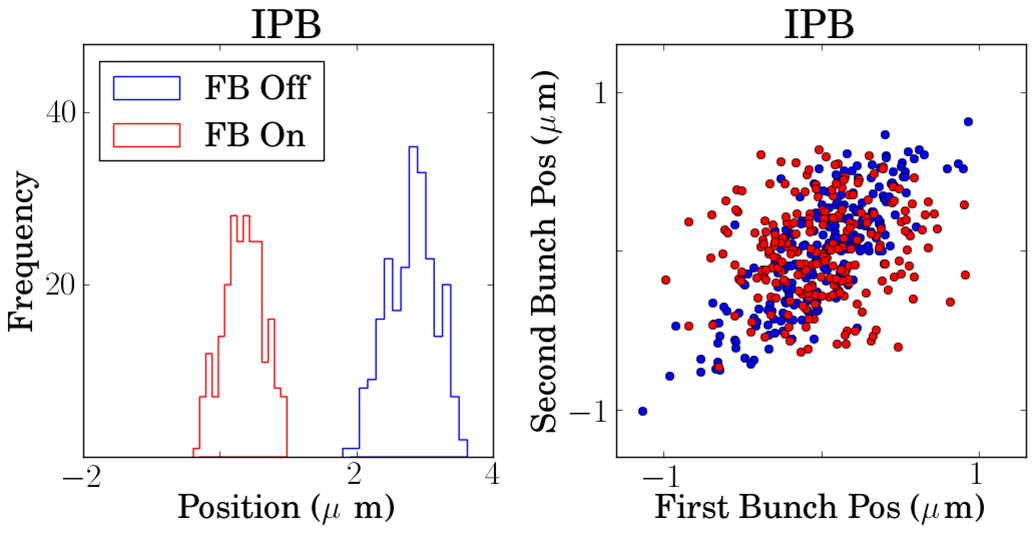 IPB
FB Off
FB On
40
20
Frequency
−2
2
4
Position (μ m)
IPB
1
−1
Second Bunch Pos (μm)
−1
1
First Bunch Pos (μm)